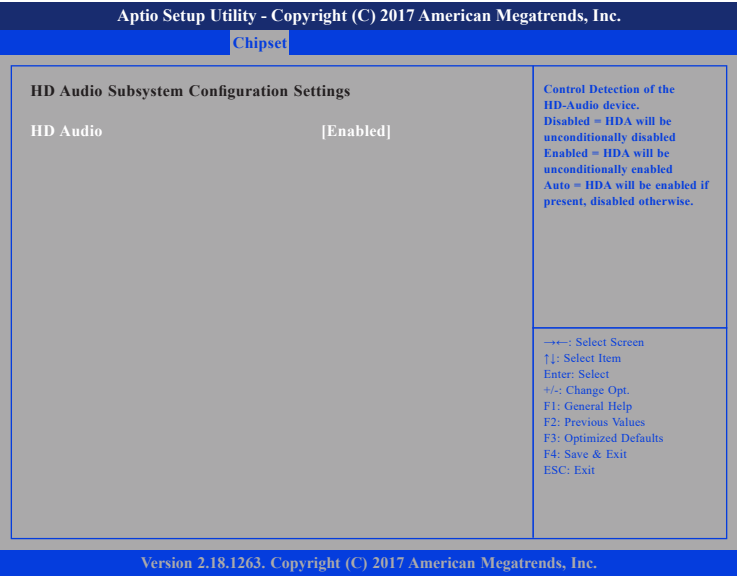 Aptio Setup Utility - Copyright (C) 2017 American Megatrends, Inc.
Chipset
HD Audio Subsystem Configuration Settings
HD Audio [Enabled]
Control Detection of the
HD-Audio device.
Disabled = HDA will be
unconditionally disabled
Enabled = HDA will be
unconditionally enabled
Auto = HDA will be enabled if
present, disabled otherwise.
→←: Select Screen
↑↓: Select Item
Enter: Select
+/-: Change Opt.
F1: General Help
F2: Previous Values
F3: Optimized Defaults
F4: Save & Exit
ESC: Exit
Version 2.18.1263. Copyright (C) 2017 American Megatrends, Inc.